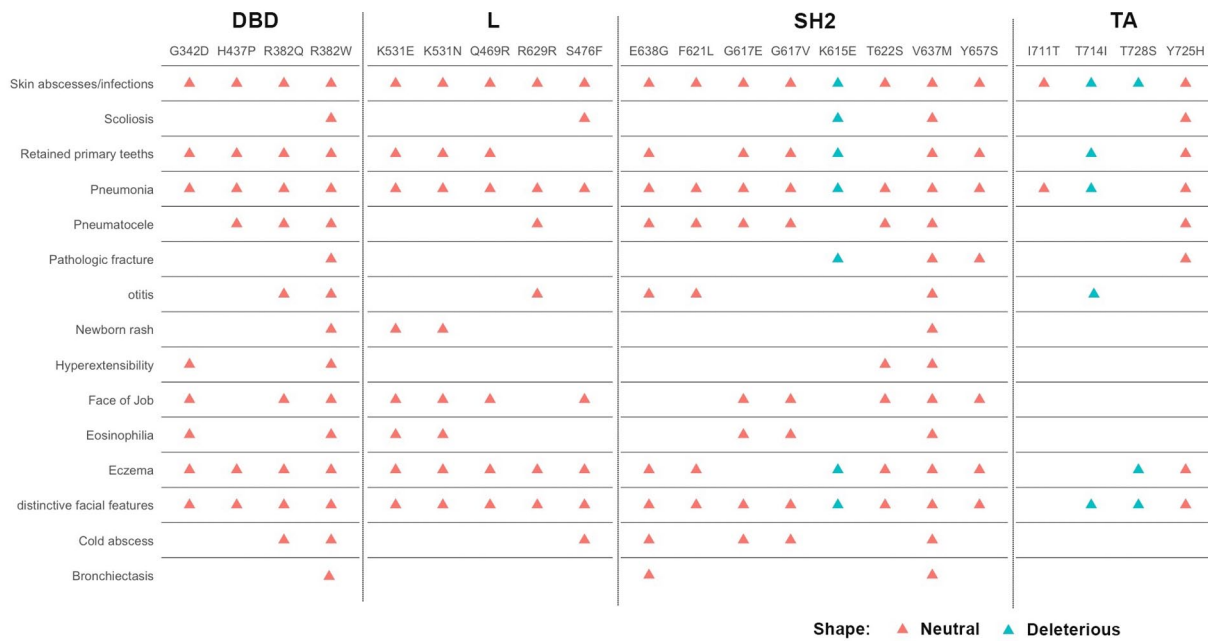 DBD L SH2 TA
G342D H437P R382Q R382W K531E K531N Q469R R629R S476F E638G F621L G617E G617V K615E T622S V637M Y657S I711T T714I T728S Y725H
Skin abscesses/infections
Scoliosis
Retained primary teeth
Pneumonia
Pneumatocele
Pathologic fracture
otitis
Newborn rash
Hyperextensibility
Face of Job
Eosinophilia
Eczema
distinctive facial features
Cold abscess
Bronchiectasis
Shape: Neutral Deleterious